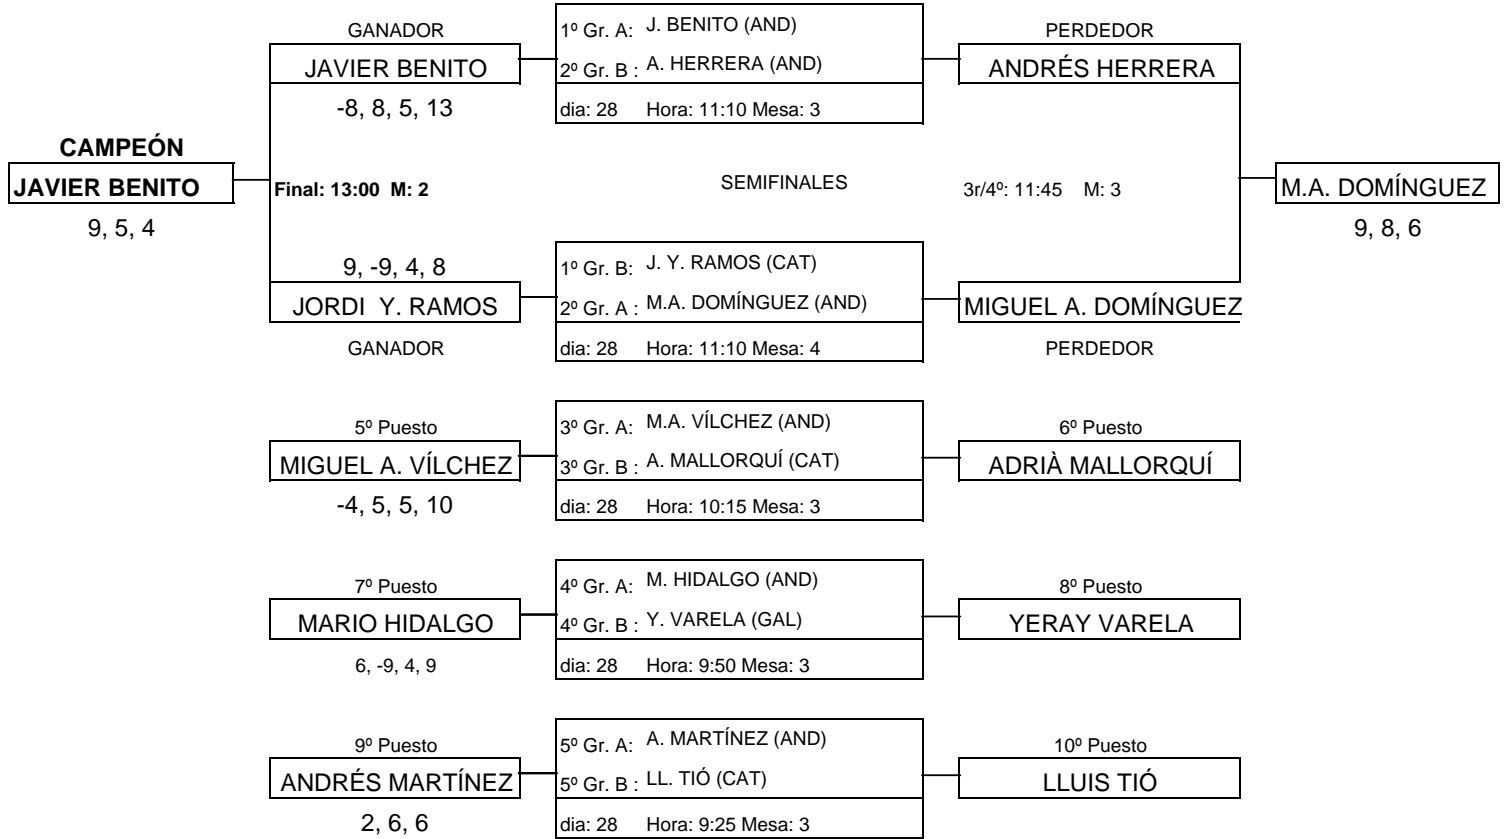 GANADOR 1º Gr. A: J. BENITO (AND) PERDEDOR
JAVIER BENITO 2º Gr. B : A. HERRERA (AND) ANDRÉS HERRERA
-8, 8, 5, 13 dia: 28 Hora: 11:10 Mesa: 3
CAMPEÓN
JAVIER BENITO Final: 13:00 M: 2 SEMIFINALES 3r/4º: 11:45 M: 3 M.A. DOMÍNGUEZ
9, 5, 4 9, 8, 6
9, -9, 4, 8 1º Gr. B: J. Y. RAMOS (CAT)
JORDI Y. RAMOS 2º Gr. A : M.A. DOMÍNGUEZ (AND) MIGUEL A. DOMÍNGUEZ
GANADOR dia: 28 Hora: 11:10 Mesa: 4 PERDEDOR
5º Puesto 3º Gr. A: M.A. VÍLCHEZ (AND) 6º Puesto
MIGUEL A. VÍLCHEZ 3º Gr. B : A. MALLORQUÍ (CAT) ADRIÀ MALLORQUÍ
-4, 5, 5, 10 dia: 28 Hora: 10:15 Mesa: 3
7º Puesto 4º Gr. A: M. HIDALGO (AND) 8º Puesto
MARIO HIDALGO 4º Gr. B : Y. VARELA (GAL) YERAY VARELA
6, -9, 4, 9 dia: 28 Hora: 9:50 Mesa: 3
9º Puesto 5º Gr. A: A. MARTÍNEZ (AND) 10º Puesto
ANDRÉS MARTÍNEZ 5º Gr. B : LL. TIÓ (CAT) LLUIS TIÓ
2, 6, 6 dia: 28 Hora: 9:25 Mesa: 3